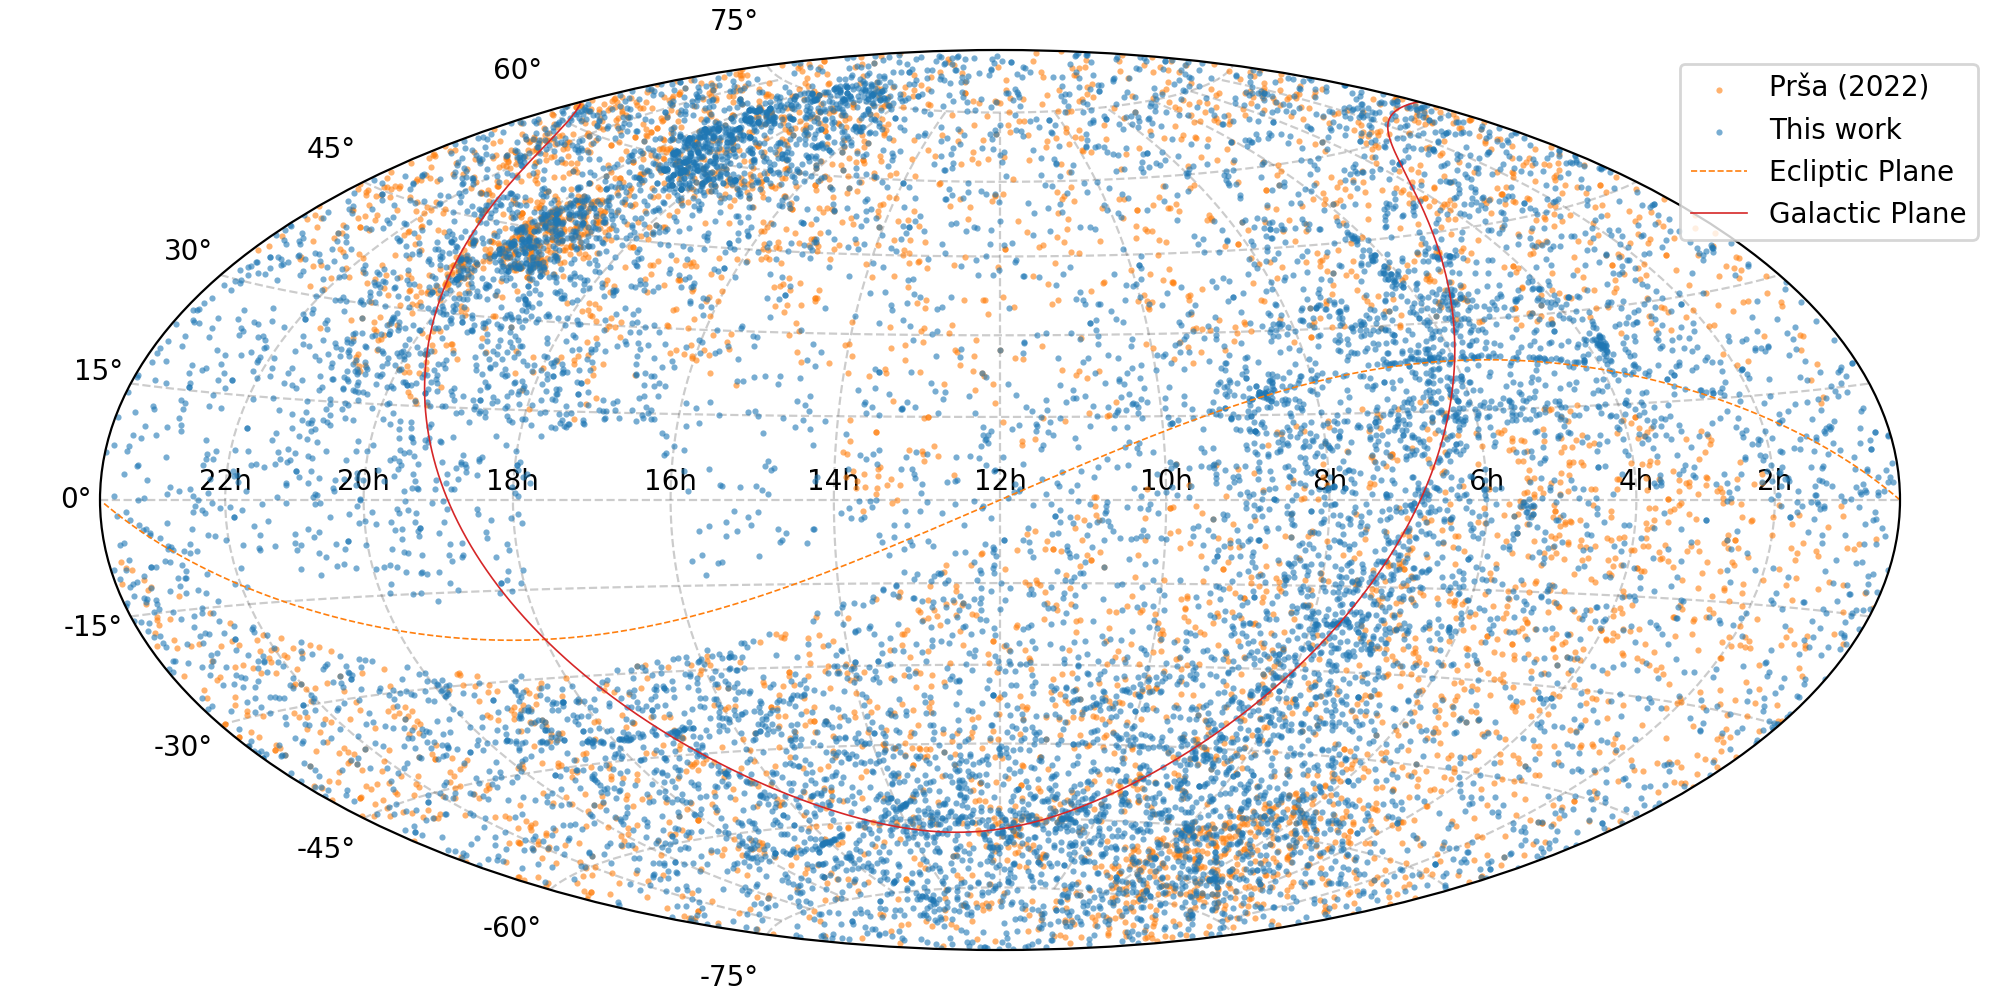 75°
60°
45°
30°
15°
0°
-15°
-30°
-45°
-60°
-75°
22h 20h 18h 16h 14h 12h 10h 8h 6h 4h 2h
Prša (2022)
This work
Ecliptic Plane
Galactic Plane